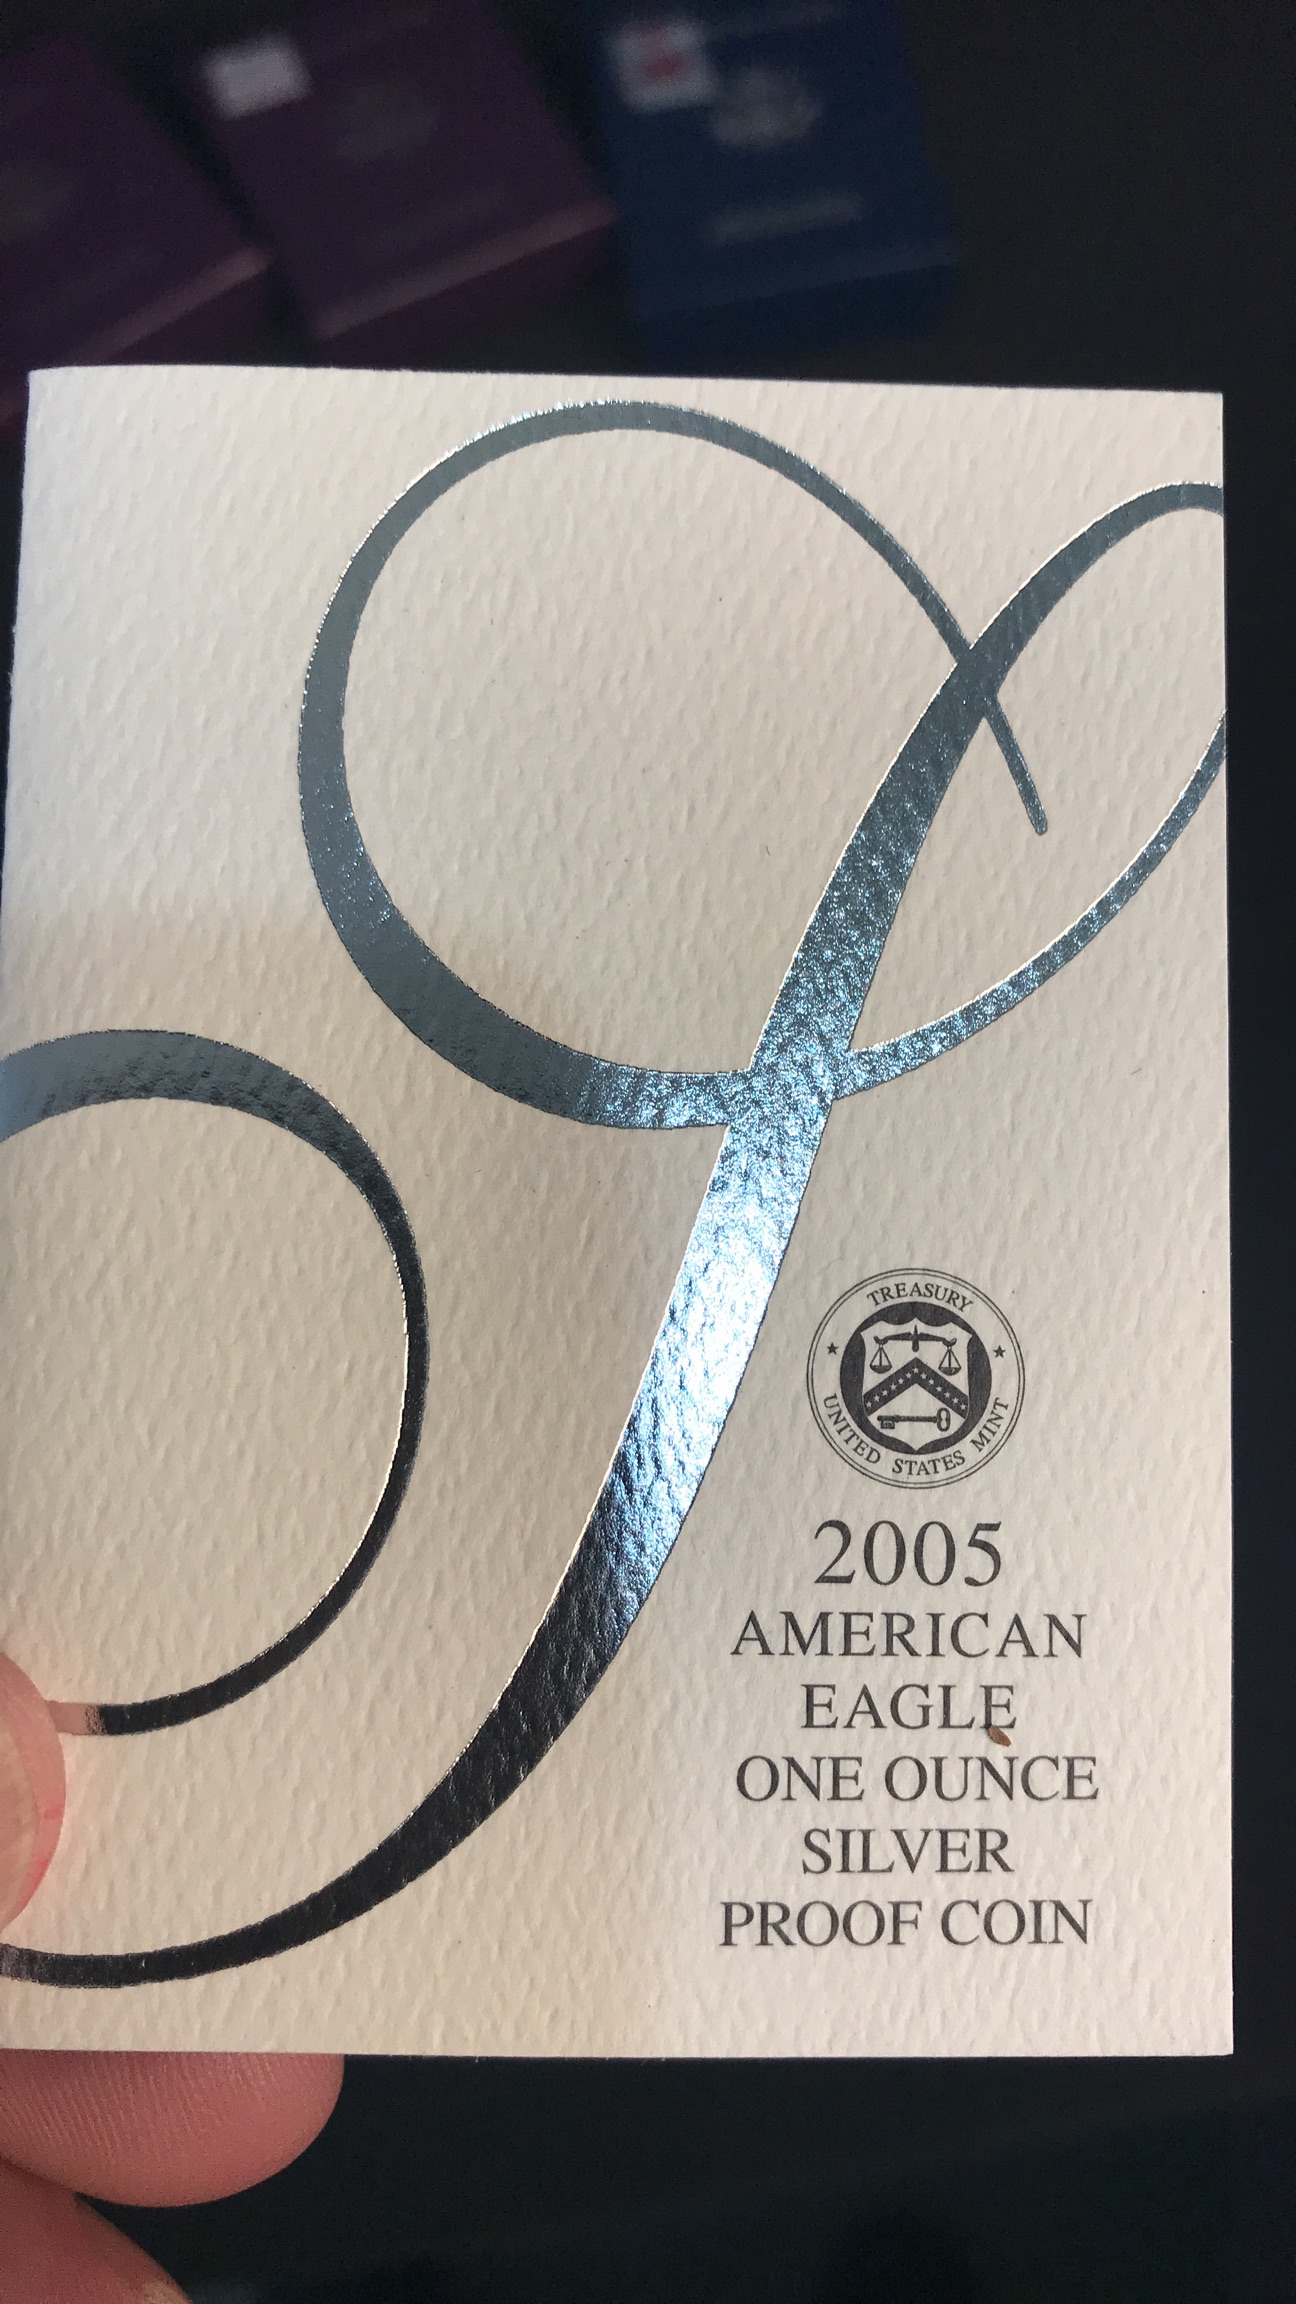 TREASURY
UNITED STATES MINT
2005
AMERICAN
EAGLE
ONE OUNCE
SILVER
PROOF COIN